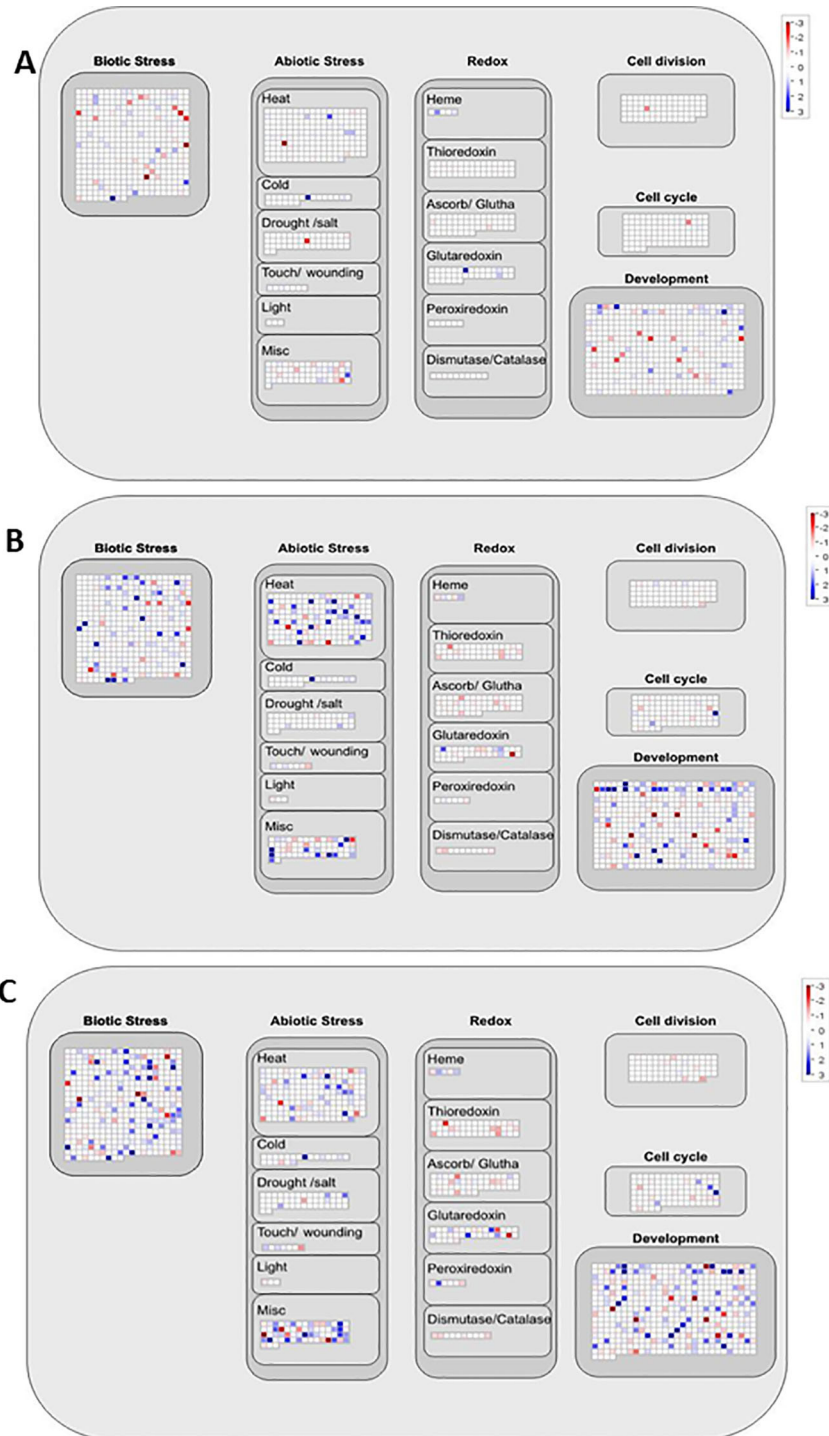 A
Biotic Stress
Abiotic Stress
Redox
Cell division
Heat
Cold
Drought /salt
Touch/ wounding
Light
Misc
Heme
Thioredoxin
Ascorb/ Glutha
Glutaredoxin
Peroxiredoxin
Dismutase/Catalase
Cell cycle
Development
-3
-2
-1
0
1
2
3
B
Biotic Stress
Abiotic Stress
Redox
Cell division
Heat
Cold
Drought /salt
Touch/ wounding
Light
Misc
Heme
Thioredoxin
Ascorb/ Glutha
Glutaredoxin
Peroxiredoxin
Dismutase/Catalase
Cell cycle
Development
-3
-2
-1
0
1
2
3
C
Biotic Stress
Abiotic Stress
Redox
Cell division
Heat
Cold
Drought /salt
Touch/ wounding
Light
Misc
Heme
Thioredoxin
Ascorb/ Glutha
Glutaredoxin
Peroxiredoxin
Dismutase/Catalase
Cell cycle
Development
-3
-2
-1
0
1
2
3